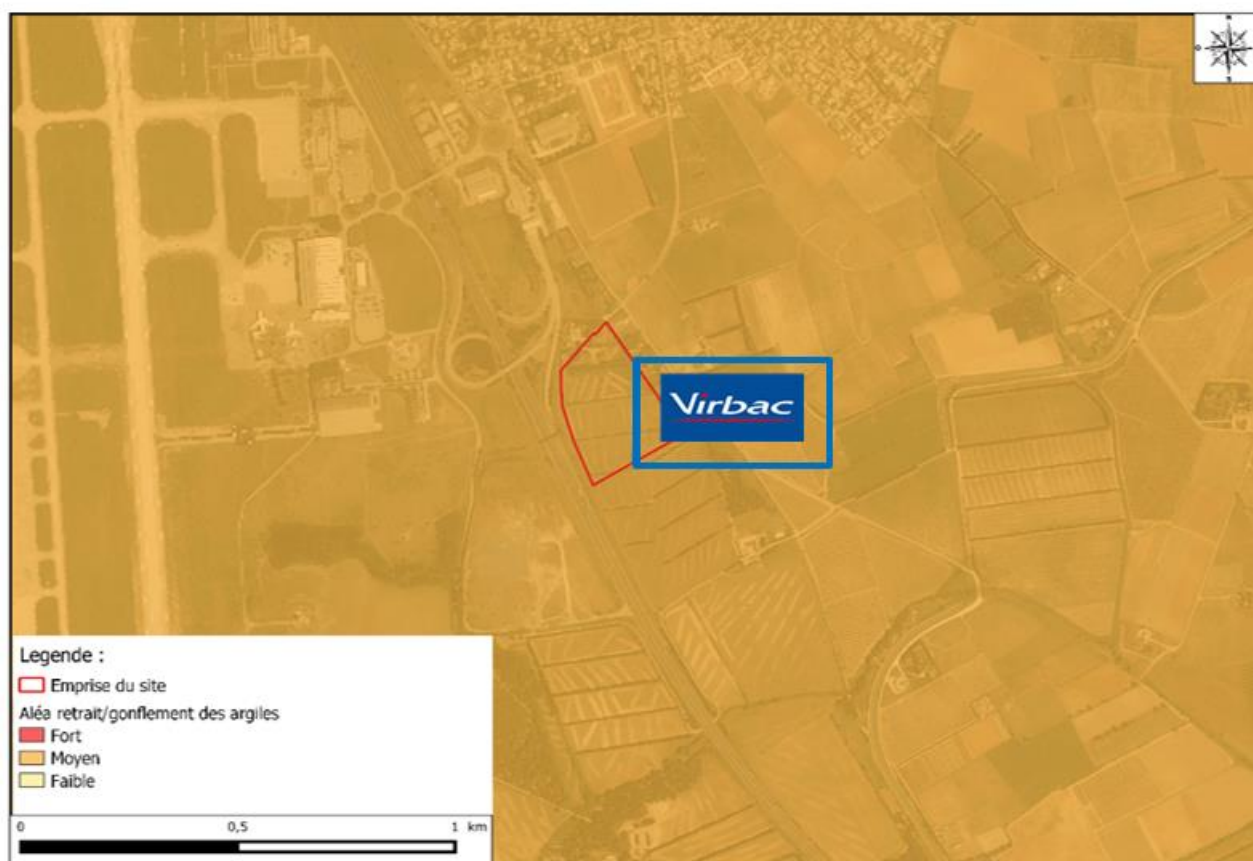 Virbac
Legende :
Emprise du site
Aléa retrait/gonflement des argiles
Fort
Moyen
Faible
0 0,5 1 km